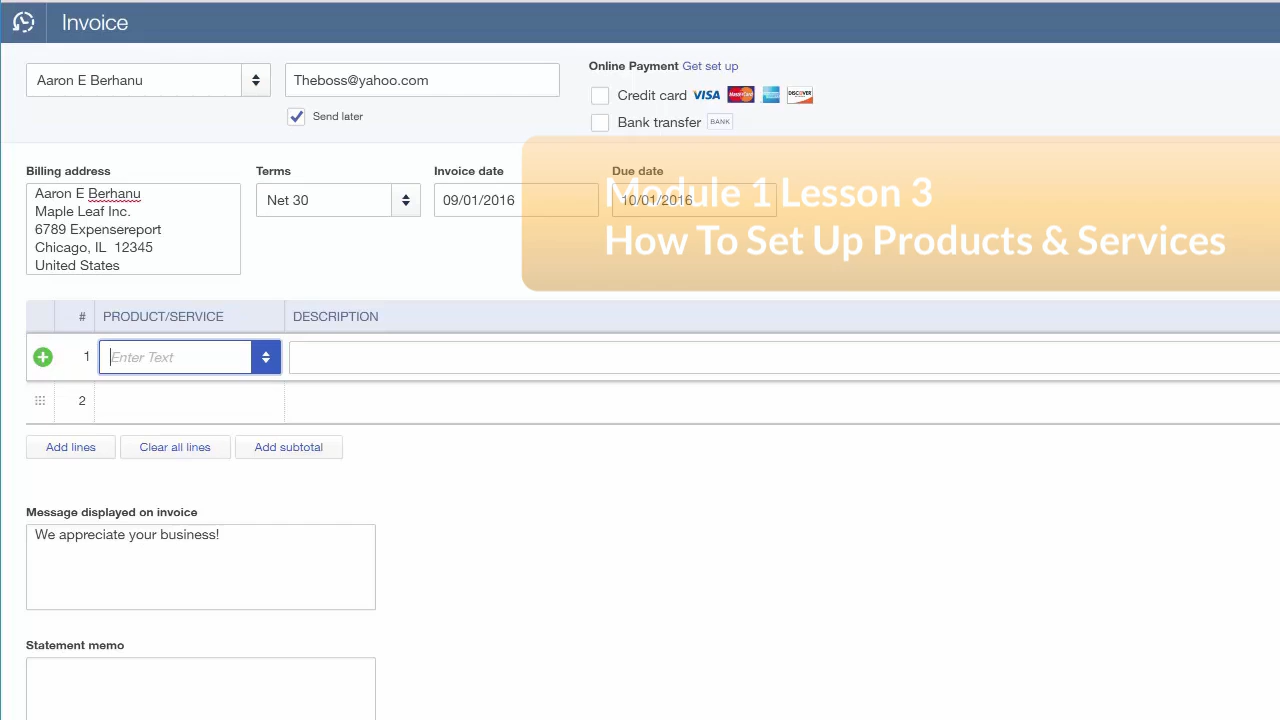 Invoice
Aaron E Berhanu
Theboss@yahoo.com
Send later
Online Payment Get set up
Credit card VISA MasterCard DISCOVER
Bank transfer BANK
Module 1 Lesson 3
How To Set Up Products & Services
Billing address
Aaron E Berhanu
Maple Leaf Inc.
6789 Expensereport
Chicago, IL 12345
United States
Terms
Net 30
Invoice date
09/01/2016
Due date
10/01/2016
# PRODUCT/SERVICE DESCRIPTION
1 Enter Text
2
Add lines Clear all lines Add subtotal
Message displayed on invoice
We appreciate your business!
Statement memo